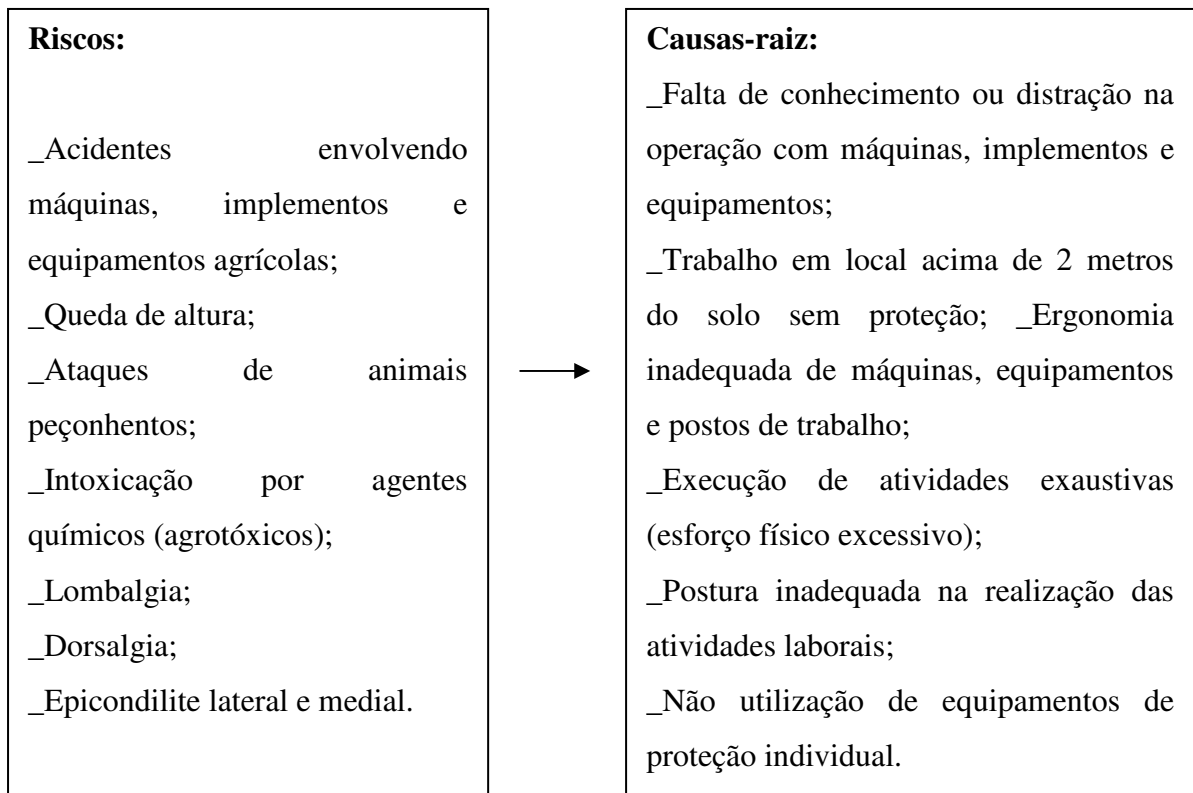 Riscos:
_Acidentes envolvendo
máquinas, implementos e
equipamentos agrícolas;
_Queda de altura;
_Ataques de animais
peçonhentos;
_Intoxicação por agentes
químicos (agrotóxicos);
_Lombalgia;
_Dorsalgia;
_Epicondilite lateral e medial.
Causas-raiz:
_Falta de conhecimento ou distração na
operação com máquinas, implementos e
equipamentos;
_Trabalho em local acima de 2 metros
do solo sem proteção; _Ergonomia
inadequada de máquinas, equipamentos
e postos de trabalho;
_Execução de atividades exaustivas
(esforço físico excessivo);
_Postura inadequada na realização das
atividades laborais;
_Não utilização de equipamentos de
proteção individual.